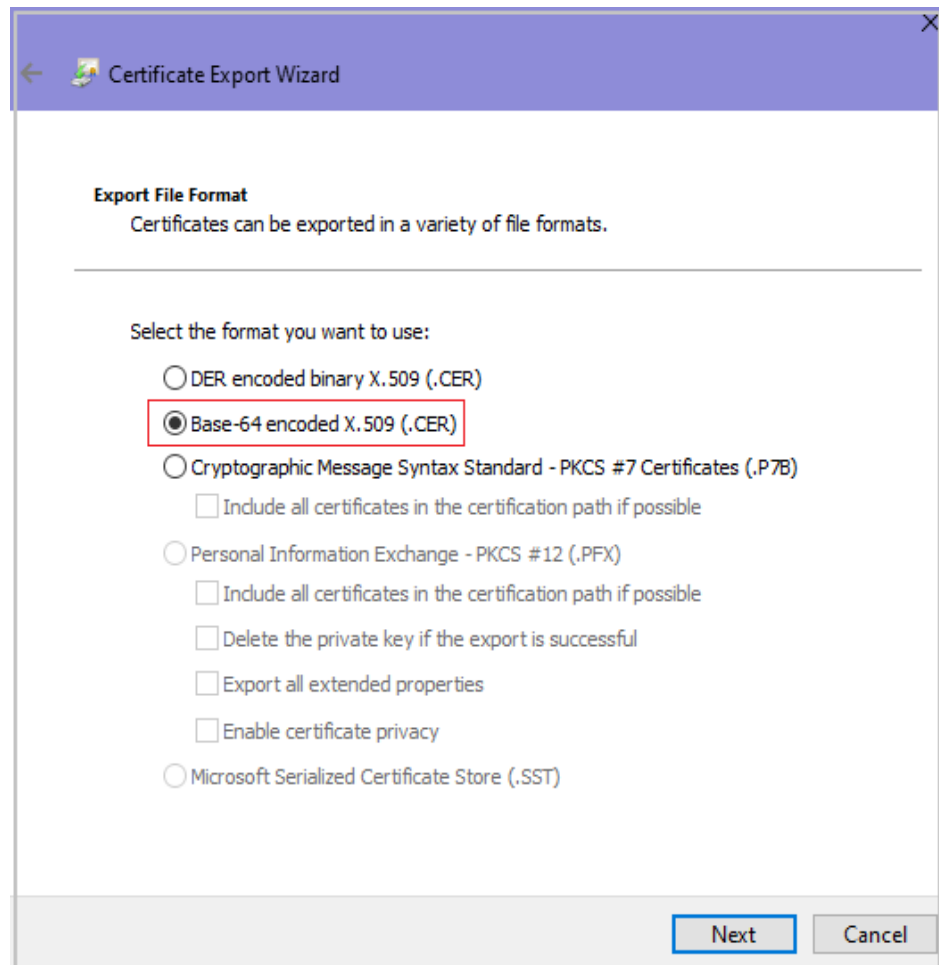 Certificate Export Wizard
Export File Format
Certificates can be exported in a variety of file formats.
Select the format you want to use:
DER encoded binary X.509 (.CER)
Base-64 encoded X.509 (.CER)
Cryptographic Message Syntax Standard - PKCS #7 Certificates (.P7B)
Include all certificates in the certification path if possible
Personal Information Exchange - PKCS #12 (.PFX)
Include all certificates in the certification path if possible
Delete the private key if the export is successful
Export all extended properties
Enable certificate privacy
Microsoft Serialized Certificate Store (.SST)
Next Cancel